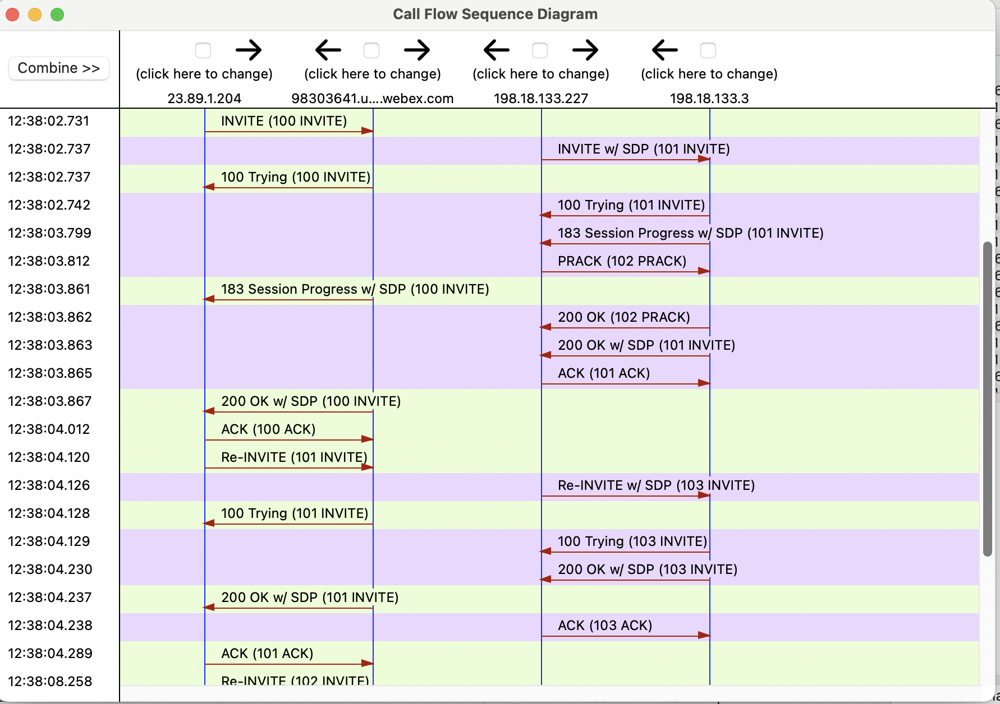 Call Flow Sequence Diagram
Combine >>
(click here to change) (click here to change) (click here to change) (click here to change)
23.89.1.204 98303641.u....webex.com 198.18.133.227 198.18.133.3
12:38:02.731 INVITE (100 INVITE)
12:38:02.737 INVITE w/ SDP (101 INVITE)
12:38:02.737 100 Trying (100 INVITE)
12:38:02.742 100 Trying (101 INVITE)
12:38:03.799 183 Session Progress w/ SDP (101 INVITE)
12:38:03.812 PRACK (102 PRACK)
12:38:03.861 183 Session Progress w/ SDP (100 INVITE)
12:38:03.862 200 OK (102 PRACK)
12:38:03.863 200 OK w/ SDP (101 INVITE)
12:38:03.865 ACK (101 ACK)
12:38:03.867 200 OK w/ SDP (100 INVITE)
12:38:04.012 ACK (100 ACK)
12:38:04.120 Re-INVITE (101 INVITE)
12:38:04.126 Re-INVITE w/ SDP (103 INVITE)
12:38:04.128 100 Trying (101 INVITE)
12:38:04.129 100 Trying (103 INVITE)
12:38:04.230 200 OK w/ SDP (103 INVITE)
12:38:04.237 200 OK w/ SDP (101 INVITE)
12:38:04.238 ACK (103 ACK)
12:38:04.289 ACK (101 ACK)
12:38:08.258 Re-INVITE (102 INVITE)